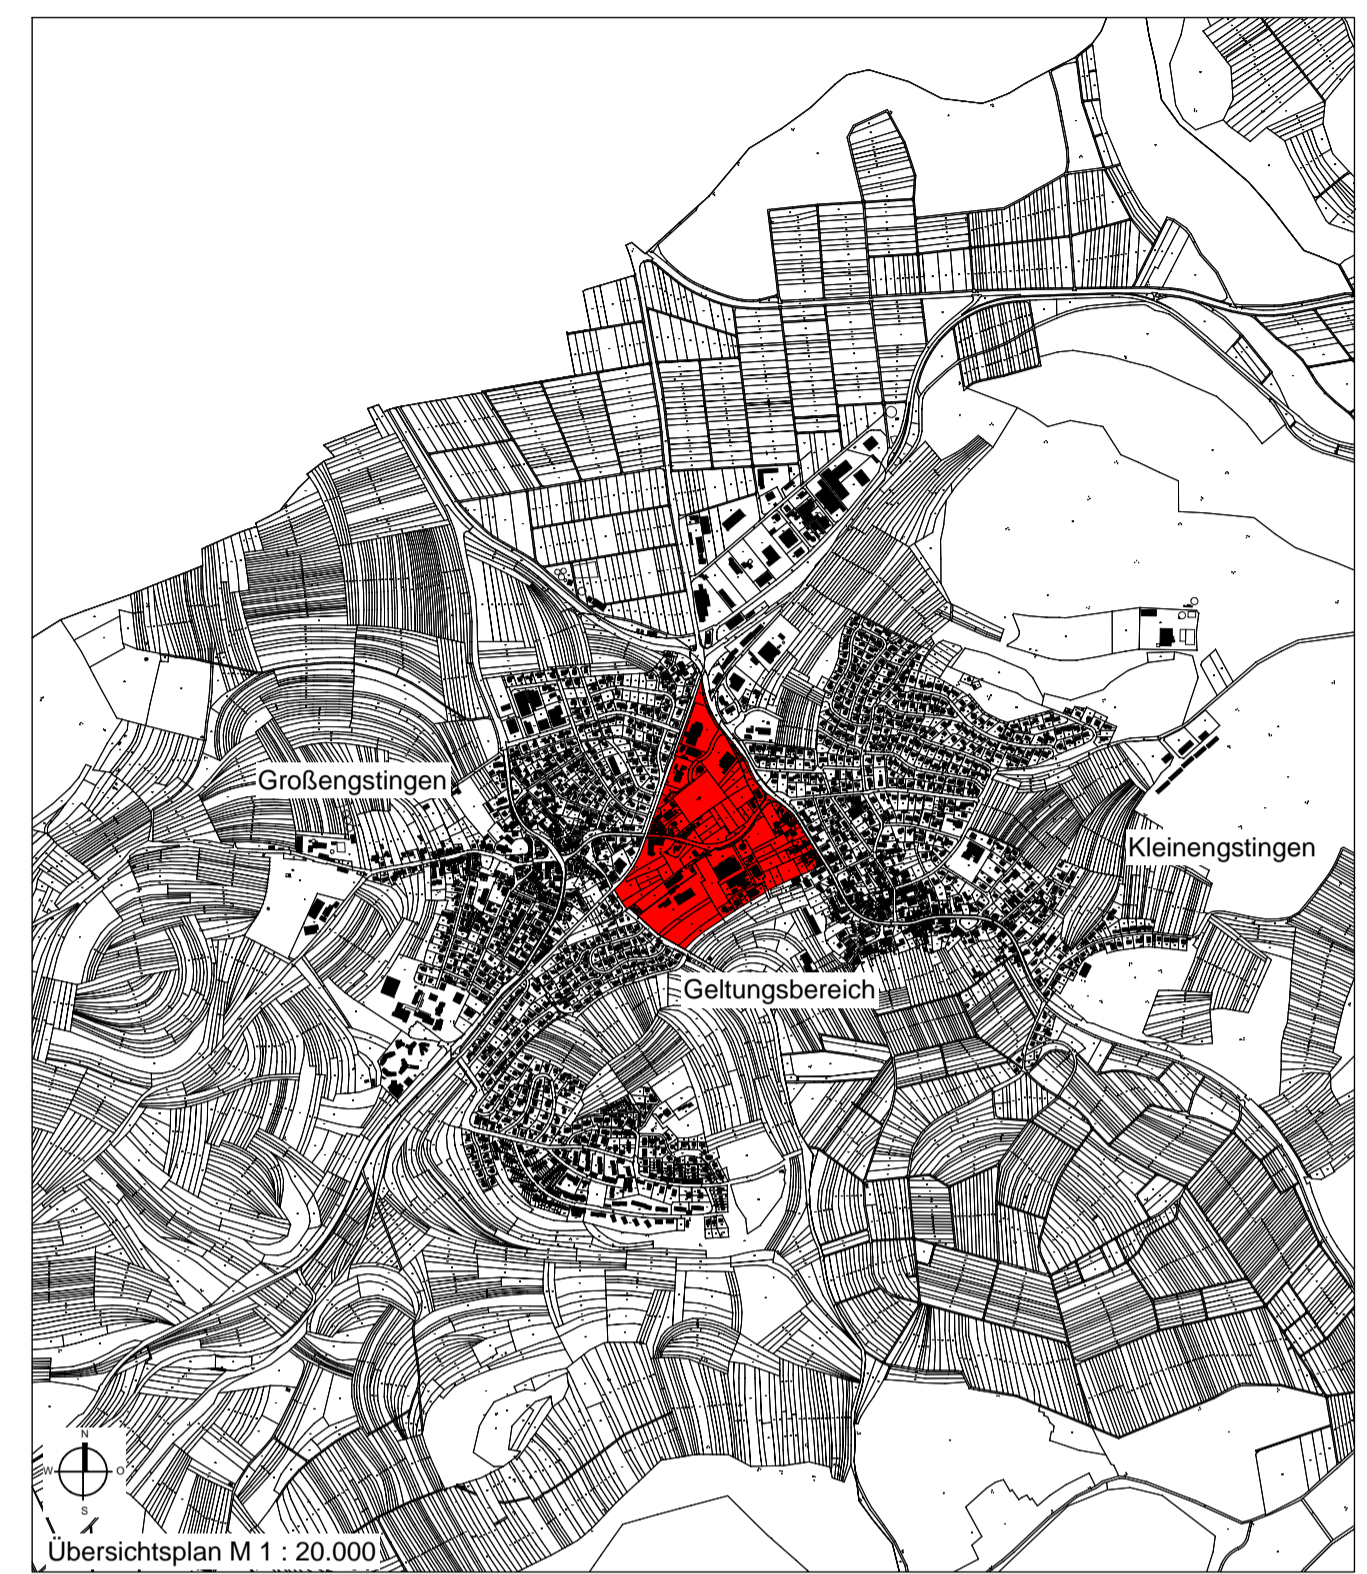 Großengstingen
Kleinengstingen
Geltungsbereich
N
W O
S
Übersichtsplan M 1 : 20.000